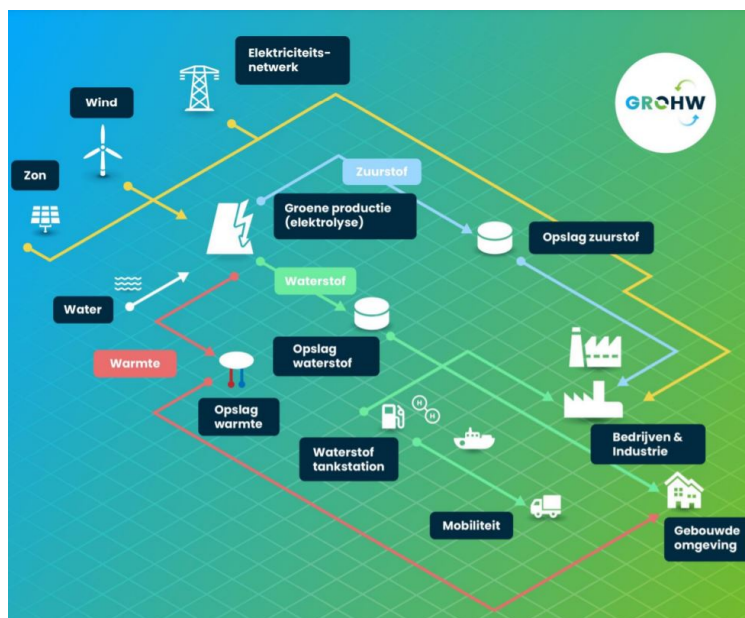 Elektriciteits-
netwerk
GROHW
Wind
Zon
Zuurstof
Groene productie
(elektrolyse)
Opslag zuurstof
Waterstof
Water
Opslag
waterstof
Warmte
Opslag
warmte
H
H
Waterstof
tankstation
Bedrijven &
Industrie
Mobiliteit
Gebouwde
omgeving